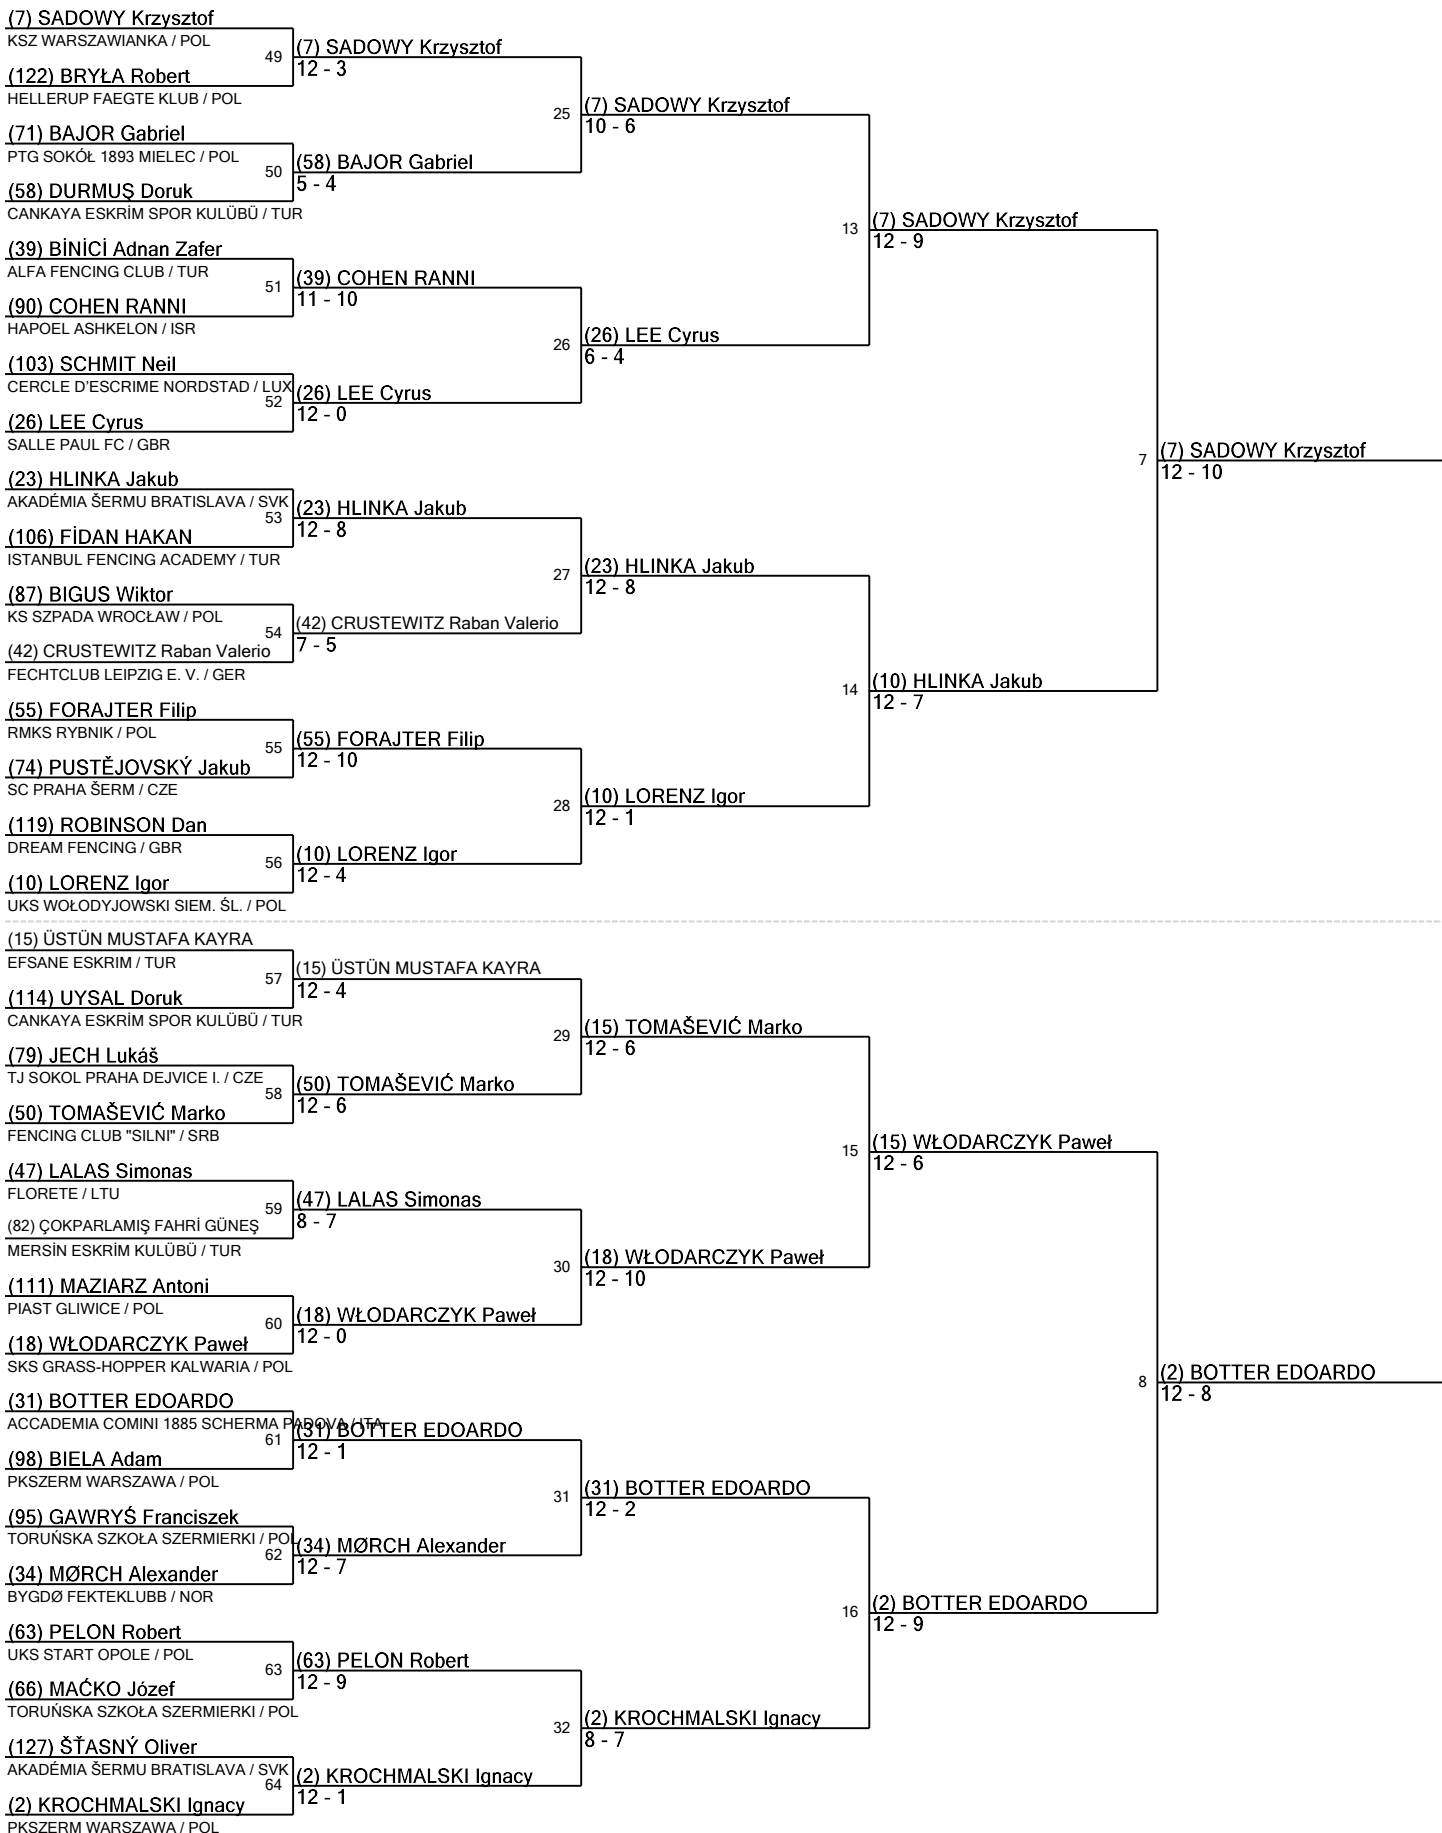 (7) SADOWY Krzysztof
KSZ WARSZAWIANKA / POL
49
(7) SADOWY Krzysztof
12 - 3
(122) BRYŁA Robert
HELLERUP FAEGTE KLUB / POL
25
(7) SADOWY Krzysztof
10 - 6
(71) BAJOR Gabriel
PTG SOKÓŁ 1893 MIELEC / POL
50
(58) BAJOR Gabriel
5 - 4
(58) DURMUŞ Doruk
CANKAYA ESKRİM SPOR KULÜBÜ / TUR
13
(7) SADOWY Krzysztof
12 - 9
(39) BİNİCİ Adnan Zafer
ALFA FENCING CLUB / TUR
51
(39) COHEN RANNI
11 - 10
(90) COHEN RANNI
HAPOEL ASHKELON / ISR
26
(26) LEE Cyrus
6 - 4
(103) SCHMIT Neil
CERCLE D'ESCRIME NORDSTAD / LUX
52
(26) LEE Cyrus
12 - 0
(26) LEE Cyrus
SALLE PAUL FC / GBR
7
(7) SADOWY Krzysztof
12 - 10
(23) HLINKA Jakub
AKADÉMIA ŠERMU BRATISLAVA / SVK
53
(23) HLINKA Jakub
12 - 8
(106) FİDAN HAKAN
ISTANBUL FENCING ACADEMY / TUR
27
(23) HLINKA Jakub
12 - 8
(87) BIGUS Wiktor
KS SZPADA WROCŁAW / POL
54
(42) CRUSTEWITZ Raban Valerio
7 - 5
(42) CRUSTEWITZ Raban Valerio
FECHTCLUB LEIPZIG E. V. / GER
14
(10) HLINKA Jakub
12 - 7
(55) FORAJTER Filip
RMKS RYBNIK / POL
55
(55) FORAJTER Filip
12 - 10
(74) PUSTĚJOVSKÝ Jakub
SC PRAHA ŠERM / CZE
28
(10) LORENZ Igor
12 - 1
(119) ROBINSON Dan
DREAM FENCING / GBR
56
(10) LORENZ Igor
12 - 4
(10) LORENZ Igor
UKS WOŁODYJOWSKI SIEM. ŚL. / POL
(15) ÜSTÜN MUSTAFA KAYRA
EFSANE ESKRIM / TUR
57
(15) ÜSTÜN MUSTAFA KAYRA
12 - 4
(114) UYSAL Doruk
CANKAYA ESKRİM SPOR KULÜBÜ / TUR
29
(15) TOMAŠEVIĆ Marko
12 - 6
(79) JECH Lukáš
TJ SOKOL PRAHA DEJVICE I. / CZE
58
(50) TOMAŠEVIĆ Marko
12 - 6
(50) TOMAŠEVIĆ Marko
FENCING CLUB "SILNI" / SRB
15
(15) WŁODARCZYK Paweł
12 - 6
(47) LALAS Simonas
FLORETE / LTU
59
(47) LALAS Simonas
8 - 7
(82) ÇOKPARLAMIŞ FAHRİ GÜNEŞ
MERSİN ESKRİM KULÜBÜ / TUR
30
(18) WŁODARCZYK Paweł
12 - 10
(111) MAZIARZ Antoni
PIAST GLIWICE / POL
60
(18) WŁODARCZYK Paweł
12 - 0
(18) WŁODARCZYK Paweł
SKS GRASS-HOPPER KALWARIA / POL
8
(2) BOTTER EDOARDO
12 - 8
(31) BOTTER EDOARDO
ACCADEMIA COMINI 1885 SCHERMA PADOVA / ITA
61
(31) BOTTER EDOARDO
12 - 1
(98) BIELA Adam
PKSZERM WARSZAWA / POL
31
(31) BOTTER EDOARDO
12 - 2
(95) GAWRYŚ Franciszek
TORUŃSKA SZKOŁA SZERMIERKI / POL
62
(34) MØRCH Alexander
12 - 7
(34) MØRCH Alexander
BYGDØ FEKTEKLUBB / NOR
16
(2) BOTTER EDOARDO
12 - 9
(63) PELON Robert
UKS START OPOLE / POL
63
(63) PELON Robert
12 - 9
(66) MAĆKO Józef
TORUŃSKA SZKOŁA SZERMIERKI / POL
32
(2) KROCHMALSKI Ignacy
8 - 7
(127) ŠŤASNÝ Oliver
AKADÉMIA ŠERMU BRATISLAVA / SVK
64
(2) KROCHMALSKI Ignacy
12 - 1
(2) KROCHMALSKI Ignacy
PKSZERM WARSZAWA / POL